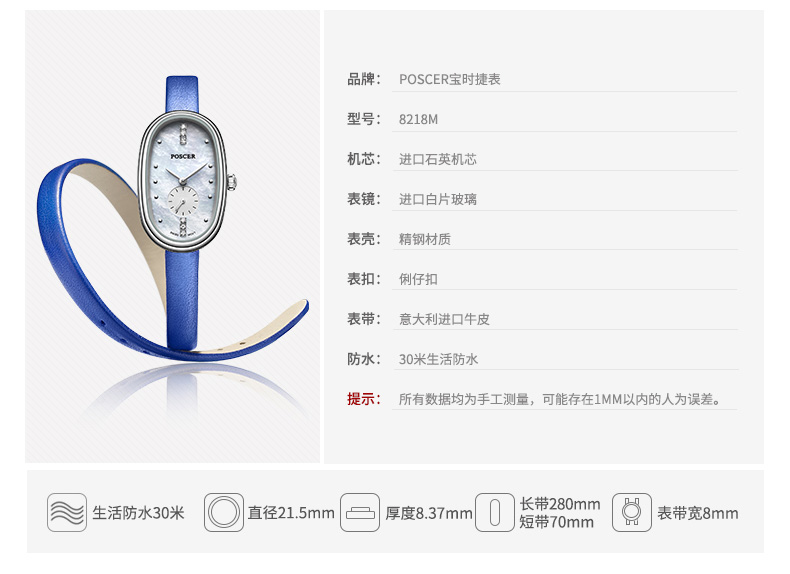 POSCER
品牌： POSCER宝时捷表
型号： 8218M
机芯： 进口石英机芯
表镜： 进口白片玻璃
表壳： 精钢材质
表扣： 俐仔扣
表带： 意大利进口牛皮
防水： 30米生活防水
提示： 所有数据均为手工测量，可能存在1MM以内的人为误差。
生活防水30米
直径21.5mm
厚度8.37mm
长带280mm
短带70mm
表带宽8mm